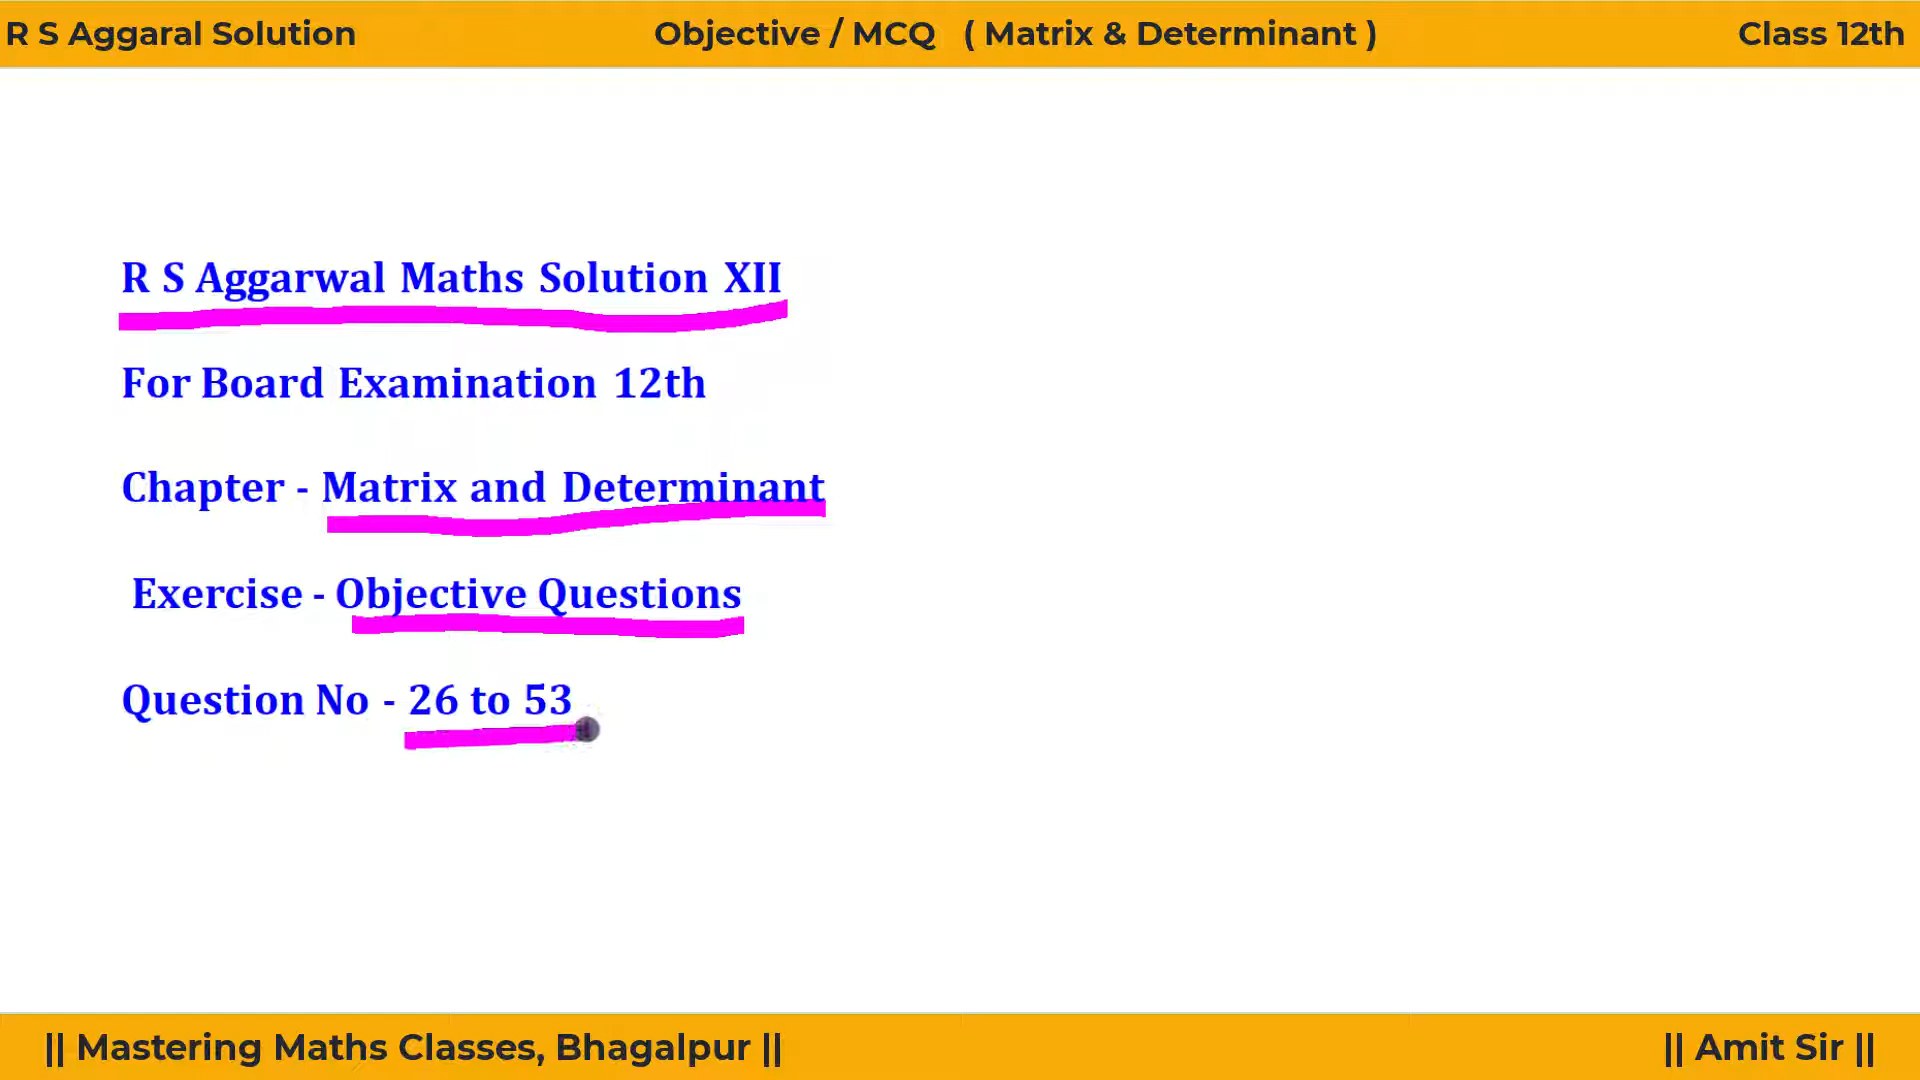 R S Aggaral Solution Objective / MCQ ( Matrix & Determinant ) Class 12th
R S Aggarwal Maths Solution XII
For Board Examination 12th
Chapter - Matrix and Determinant
Exercise - Objective Questions
Question No - 26 to 53
|| Mastering Maths Classes, Bhagalpur || || Amit Sir ||